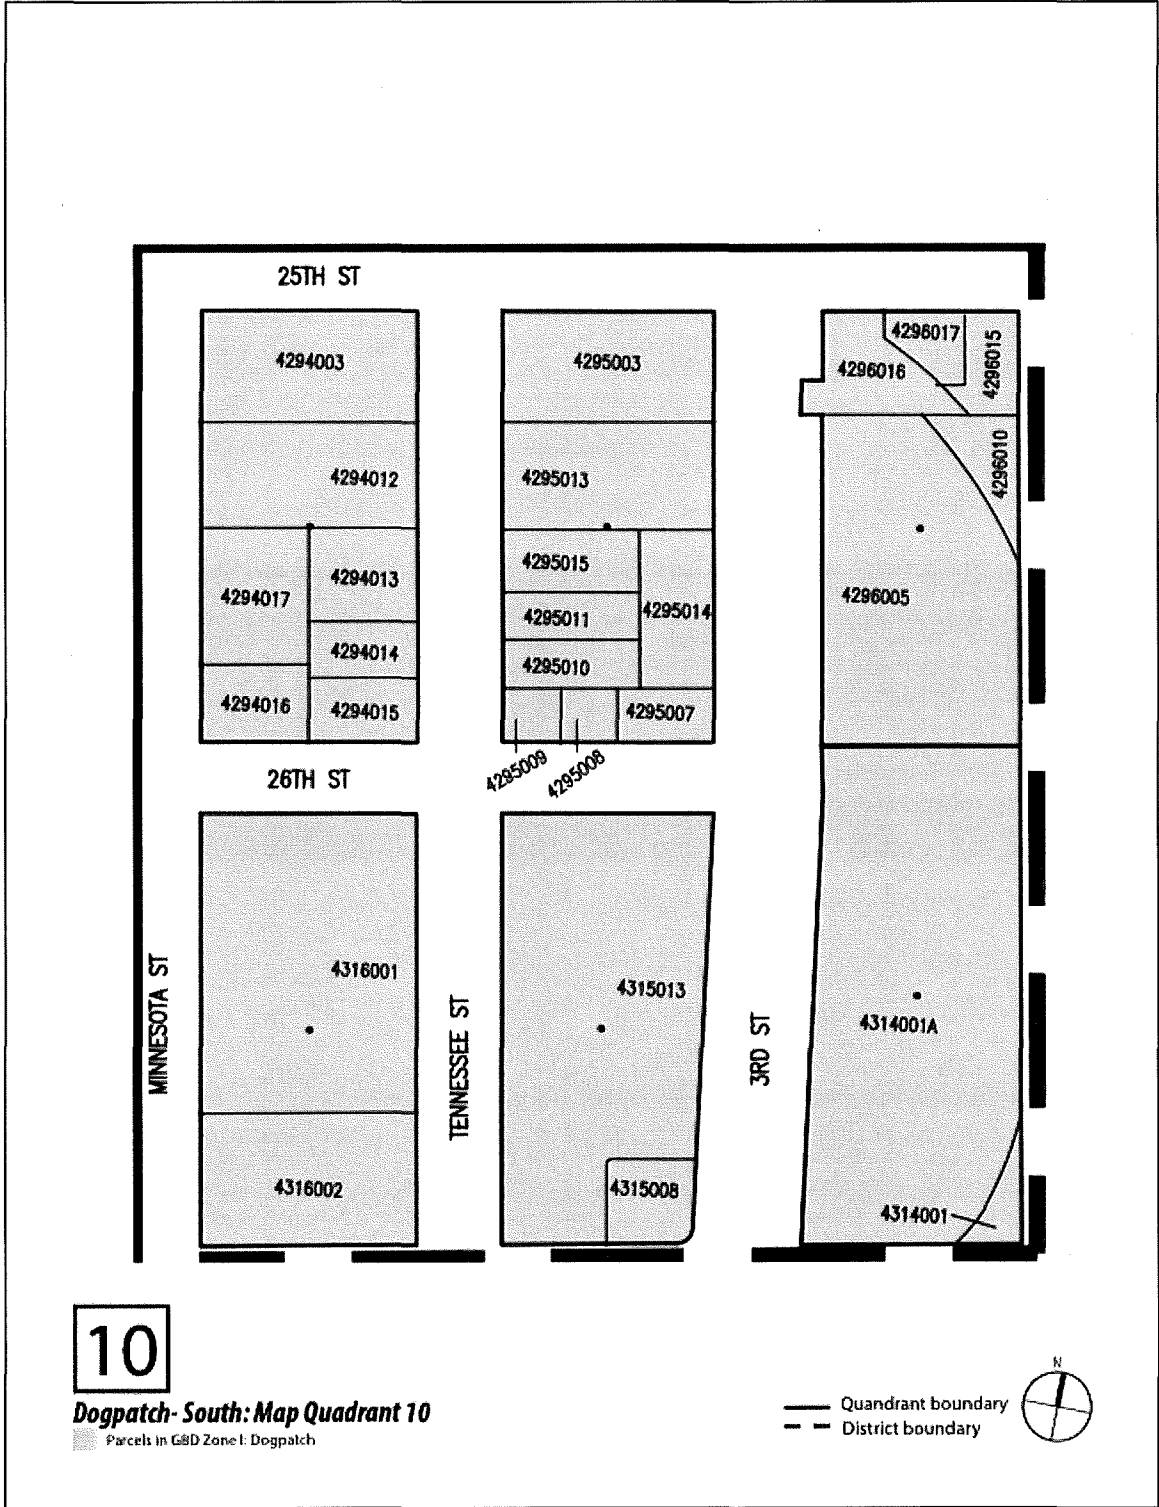 25TH ST
4294003
4295003
4296017
4296016
4296015
4294012
4295013
4296010
4294017
4294013
4295015
4295011
4295014
4296005
4294014
4295010
4294016
4294015
4295007
4295009
4295008
26TH ST
MINNESOTA ST
4316001
TENNESSEE ST
4315013
3RD ST
4314001A
4316002
4315008
4314001
10
Dogpatch- South: Map Quadrant 10
Parcels in GBD Zone I: Dogpatch
Quandrant boundary
District boundary
N